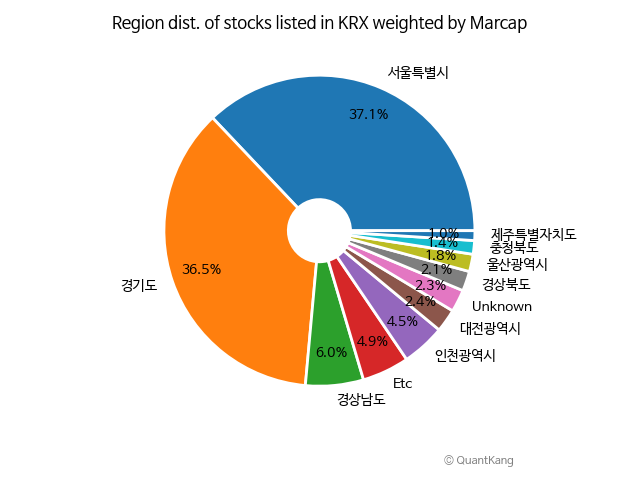 Region dist. of stocks listed in KRX weighted by Marcap
서울특별시
37.1%
경기도
36.5%
경상남도
6.0%
Etc
4.9%
인천광역시
4.5%
대전광역시
2.4%
Unknown
2.3%
경상북도
2.1%
울산광역시
1.8%
충청북도
1.4%
제주특별자치도
1.0%
© QuantKang